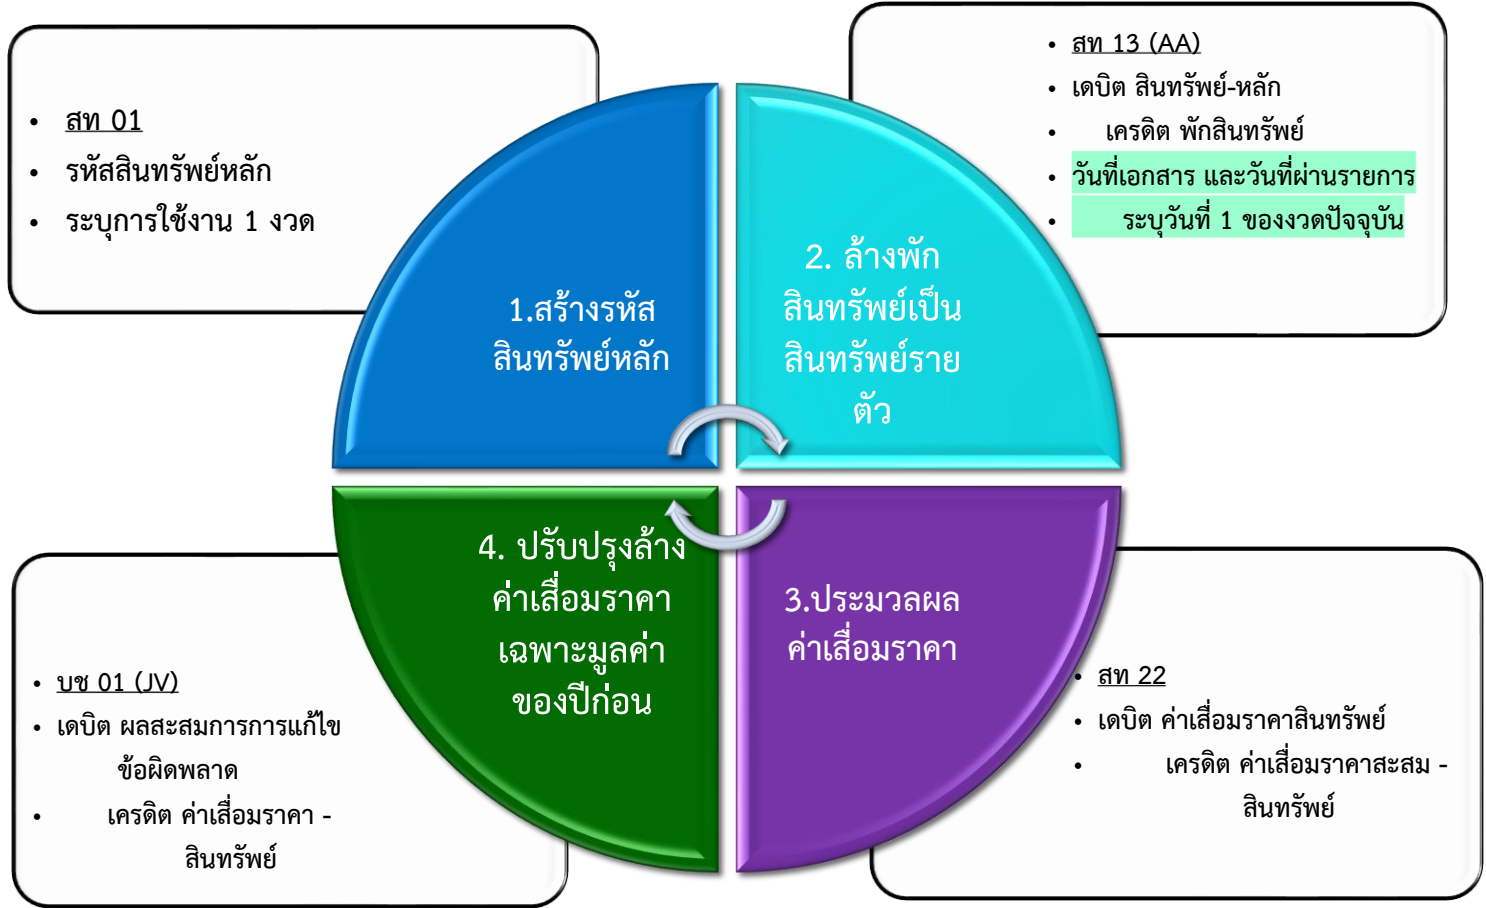 • สท 01
• รหัสสินทรัพย์หลัก
• ระบุการใช้งาน 1 งวด
• สท 13 (AA)
• เดบิต สินทรัพย์-หลัก
• เครดิต พักสินทรัพย์
• วันที่เอกสาร และวันที่ผ่านรายการ
• ระบุวันที่ 1 ของงวดปัจจุบัน
1.สร้างรหัส
สินทรัพย์หลัก
2. ล้างพัก
สินทรัพย์เป็น
สินทรัพย์ราย
ตัว
4. ปรับปรุงล้าง
ค่าเสื่อมราคา
เฉพาะมูลค่า
ของปีก่อน
3.ประมวลผล
ค่าเสื่อมราคา
• บช 01 (JV)
• เดบิต ผลสะสมการการแก้ไข
ข้อผิดพลาด
• เครดิต ค่าเสื่อมราคา -
สินทรัพย์
• สท 22
• เดบิต ค่าเสื่อมราคาสินทรัพย์
• เครดิต ค่าเสื่อมราคาสะสม -
สินทรัพย์